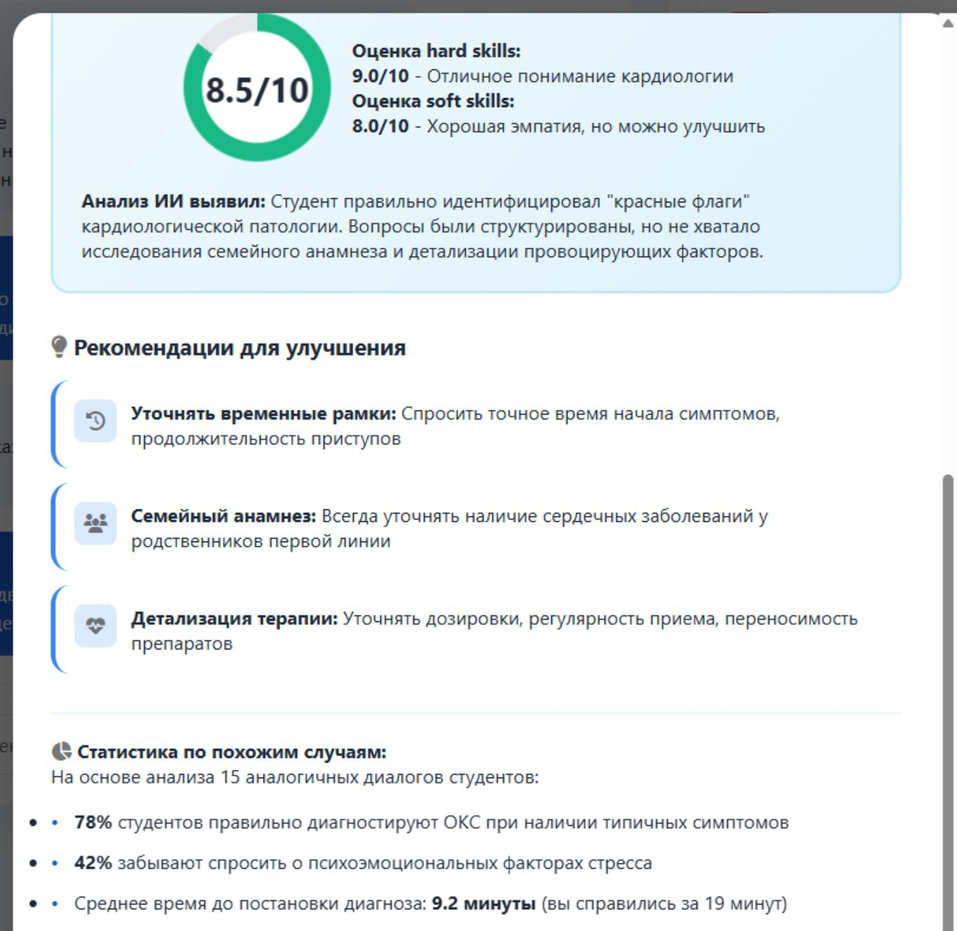 8.5/10
Оценка hard skills:
9.0/10 - Отличное понимание кардиологии
Оценка soft skills:
8.0/10 - Хорошая эмпатия, но можно улучшить
Анализ ИИ выявил: Студент правильно идентифицировал "красные флаги"
кардиологической патологии. Вопросы были структурированы, но не хватало
исследования семейного анамнеза и детализации провоцирующих факторов.
Рекомендации для улучшения
Уточнять временные рамки: Спросить точное время начала симптомов,
продолжительность приступов
Семейный анамнез: Всегда уточнять наличие сердечных заболеваний у
родственников первой линии
Детализация терапии: Уточнять дозировки, регулярность приема, переносимость
препаратов
Статистика по похожим случаям:
На основе анализа 15 аналогичных диалогов студентов:
• • 78% студентов правильно диагностируют ОКС при наличии типичных симптомов
• • 42% забывают спросить о психоэмоциональных факторах стресса
• • Среднее время до постановки диагноза: 9.2 минуты (вы справились за 19 минут)